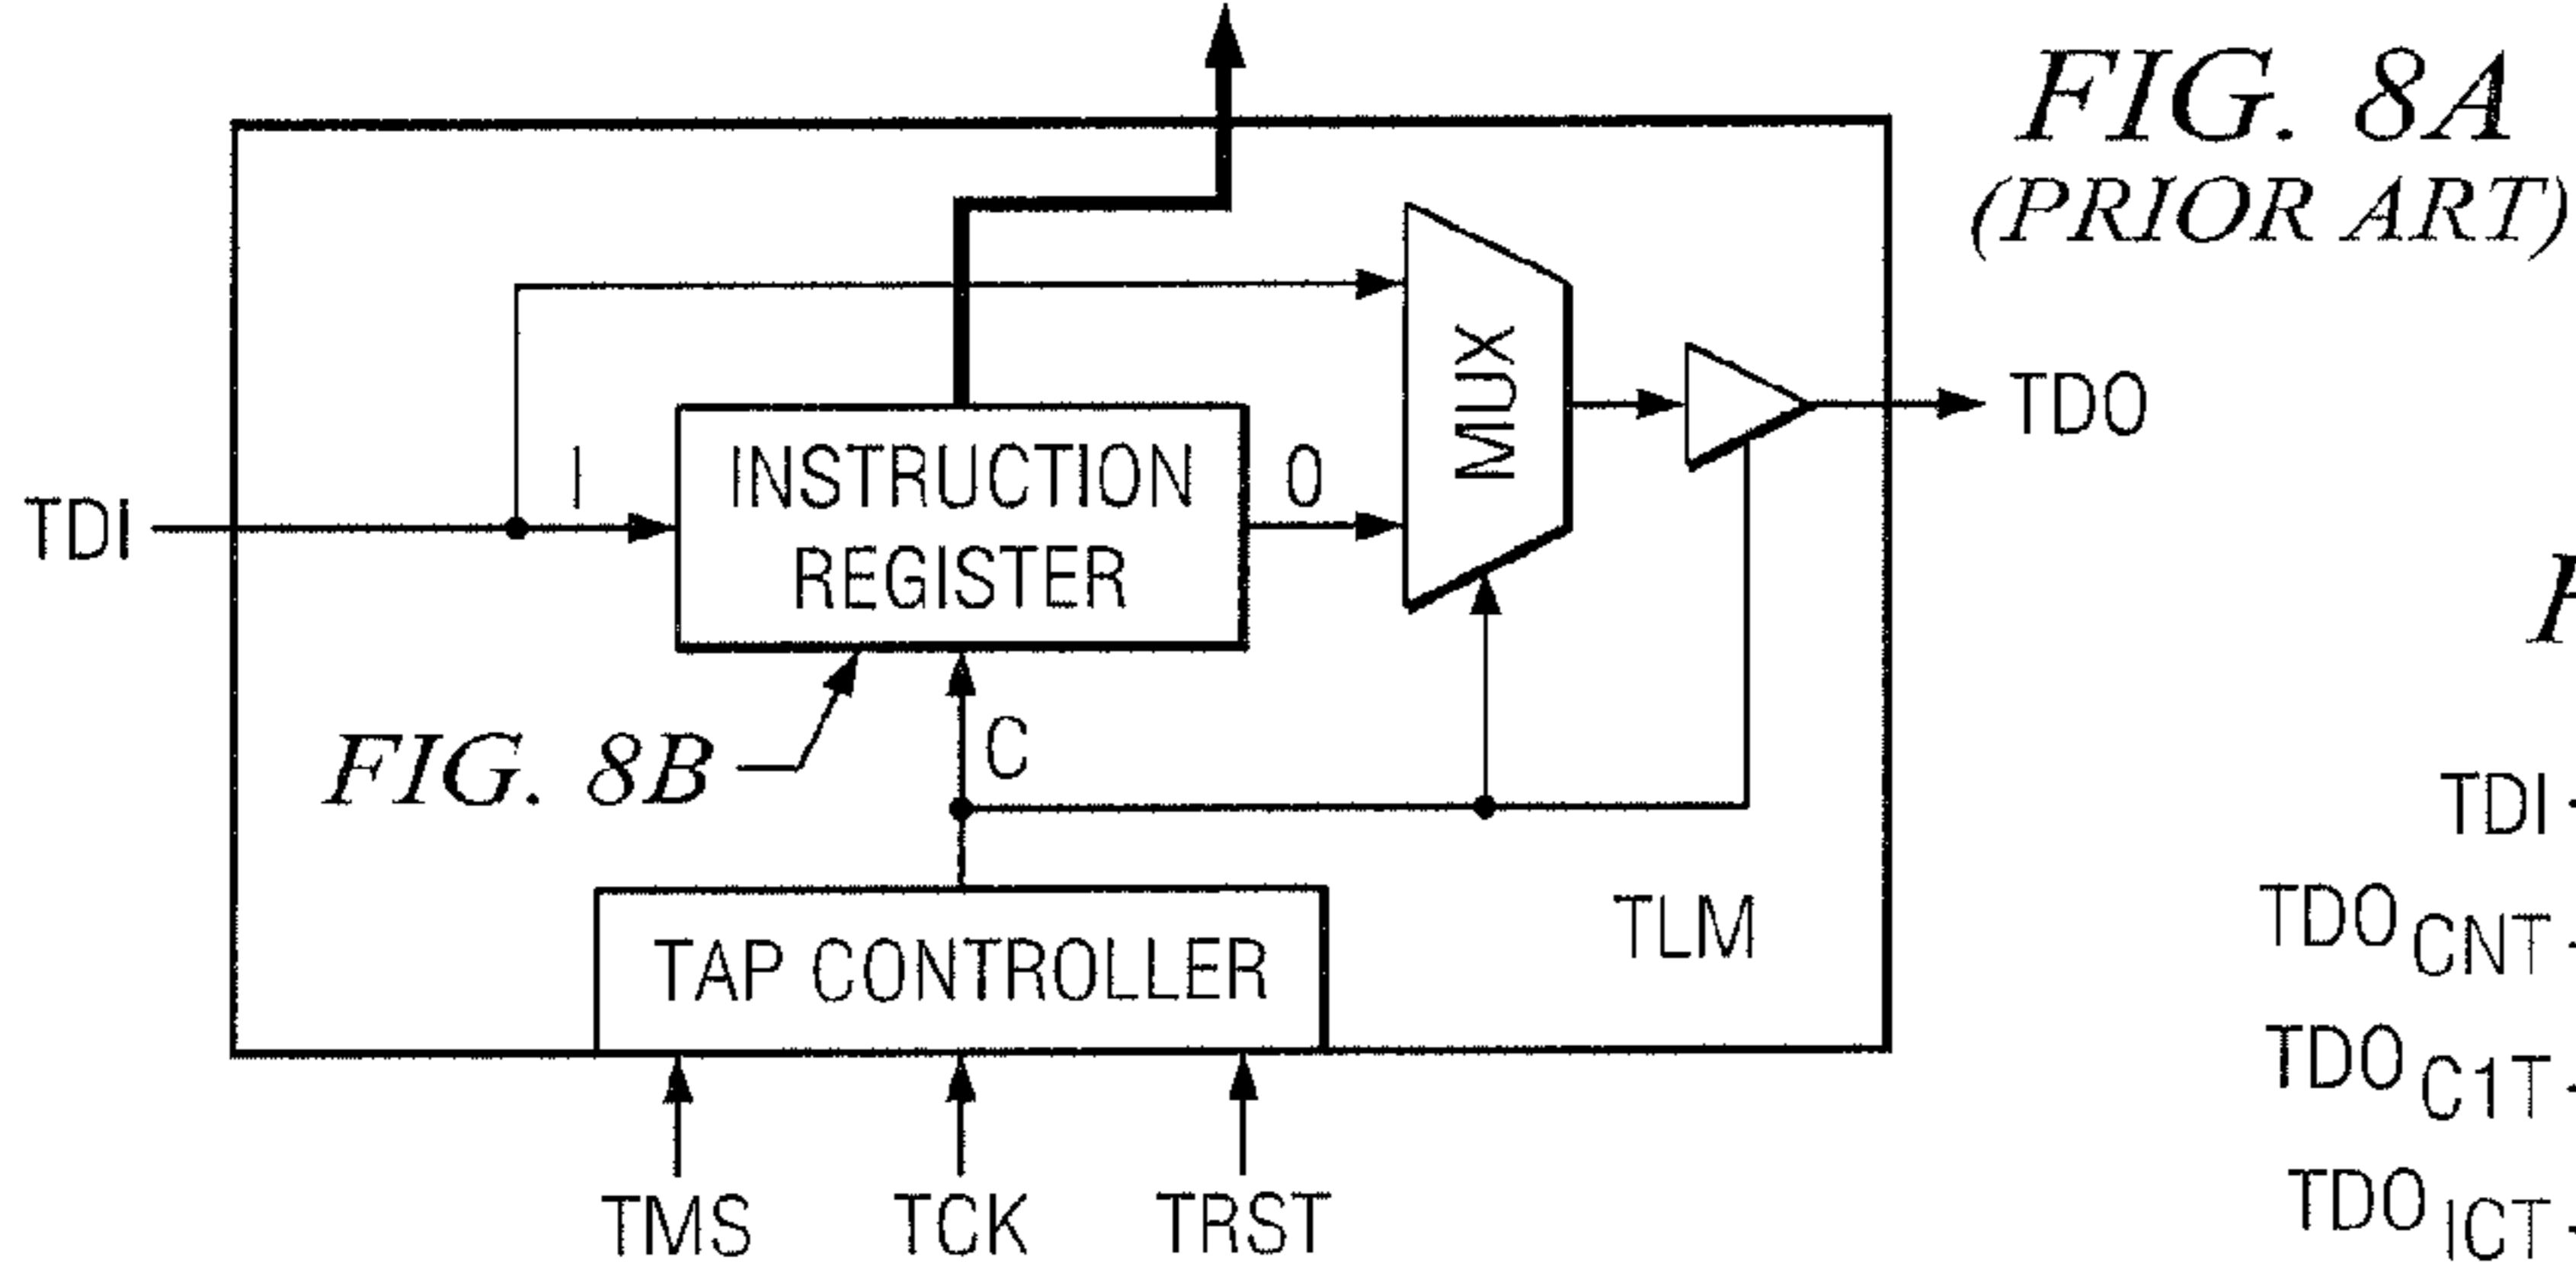 FIG. 8A
(PRIOR ART)
MUX
TDO
I
INSTRUCTION
REGISTER
O
TDI
FIG. 8B
C
TLM
TAP CONTROLLER
TMS
TCK
TRST
TDI
TDO CNT
TDO C1T
TDO ICT